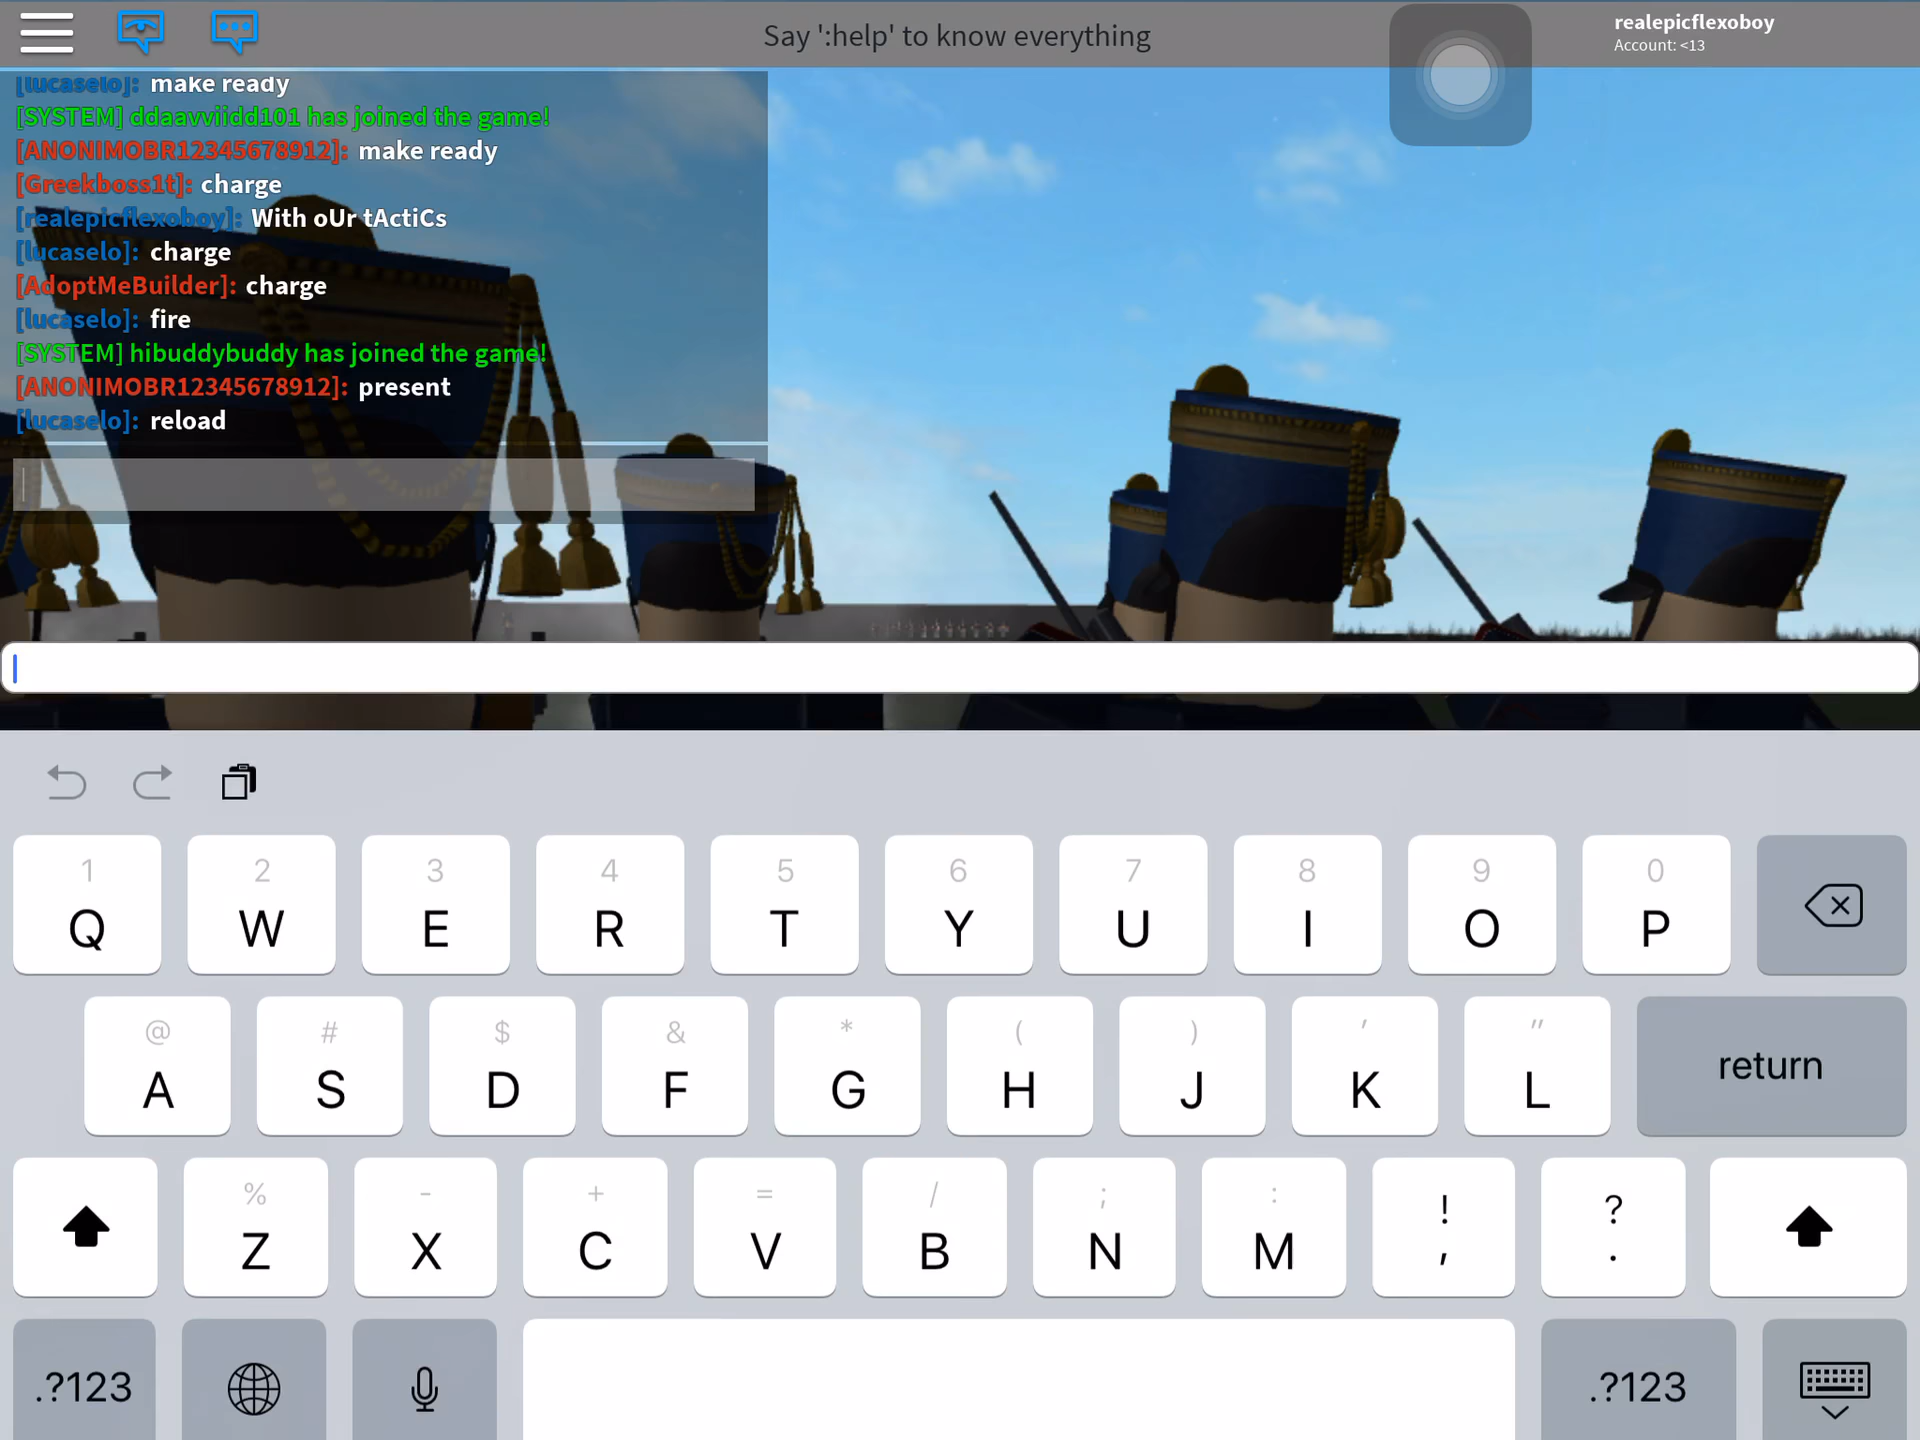 Say ':help' to know everything
realepicflexoboy
Account: <13
[lucaselo]: make ready
[SYSTEM] ddaavviidd101 has joined the game!
[ANONIMOBR12345678912]: make ready
[Greekboss1t]: charge
[realepicflexoboy]: With oUr tActiCs
[lucaselo]: charge
[AdoptMeBuilder]: charge
[lucaselo]: fire
[SYSTEM] hibuddybuddy has joined the game!
[ANONIMOBR12345678912]: present
[lucaselo]: reload
1 2 3 4 5 6 7 8 9 0
Q W E R T Y U I O P
@ # $ & * ( ) ' "
A S D F G H J K L return
% - + = / ; : ! ?
Z X C V B N M , .
.?123 .?123